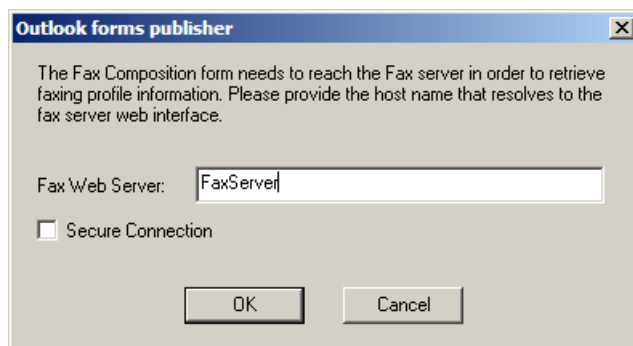 Outlook forms publisher
The Fax Composition form needs to reach the Fax server in order to retrieve
faxing profile information. Please provide the host name that resolves to the
fax server web interface.
Fax Web Server: FaxServer
Secure Connection
OK Cancel